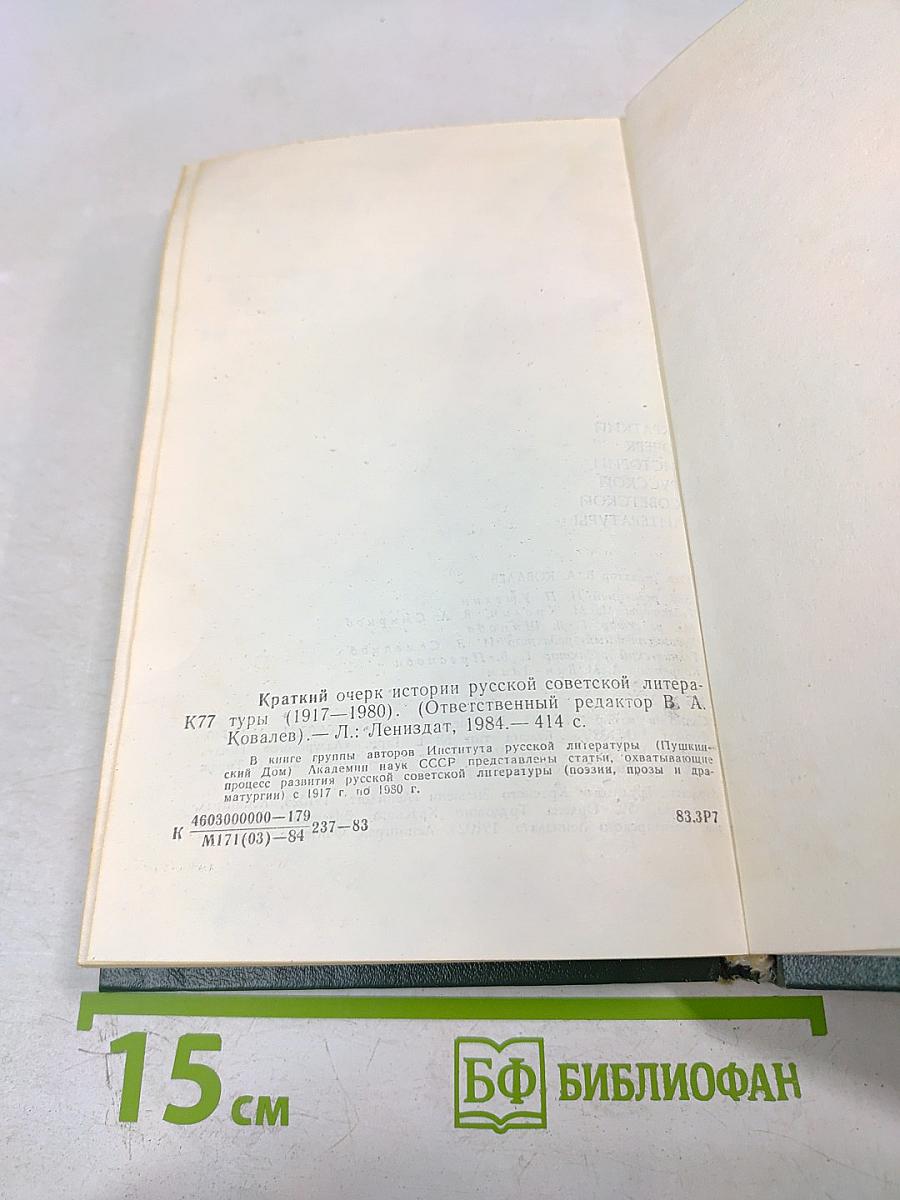 Краткий очерк истории русской советской литера-
К77 туры (1917—1980). (Ответственный редактор В. А.
Ковалев).— Л.: Лениздат, 1984.— 414 с.
В книге группы авторов Института русской литературы (Пушкин-
ский Дом) Академии наук СССР представлены статьи, охватывающие
процесс развития русской советской литературы (поэзии, прозы и дра-
матургии) с 1917 г. по 1980 г.
4603000000—179
К М171(03)—84 237—83 83.3Р7
15 см
БФ БИБЛИОФАН